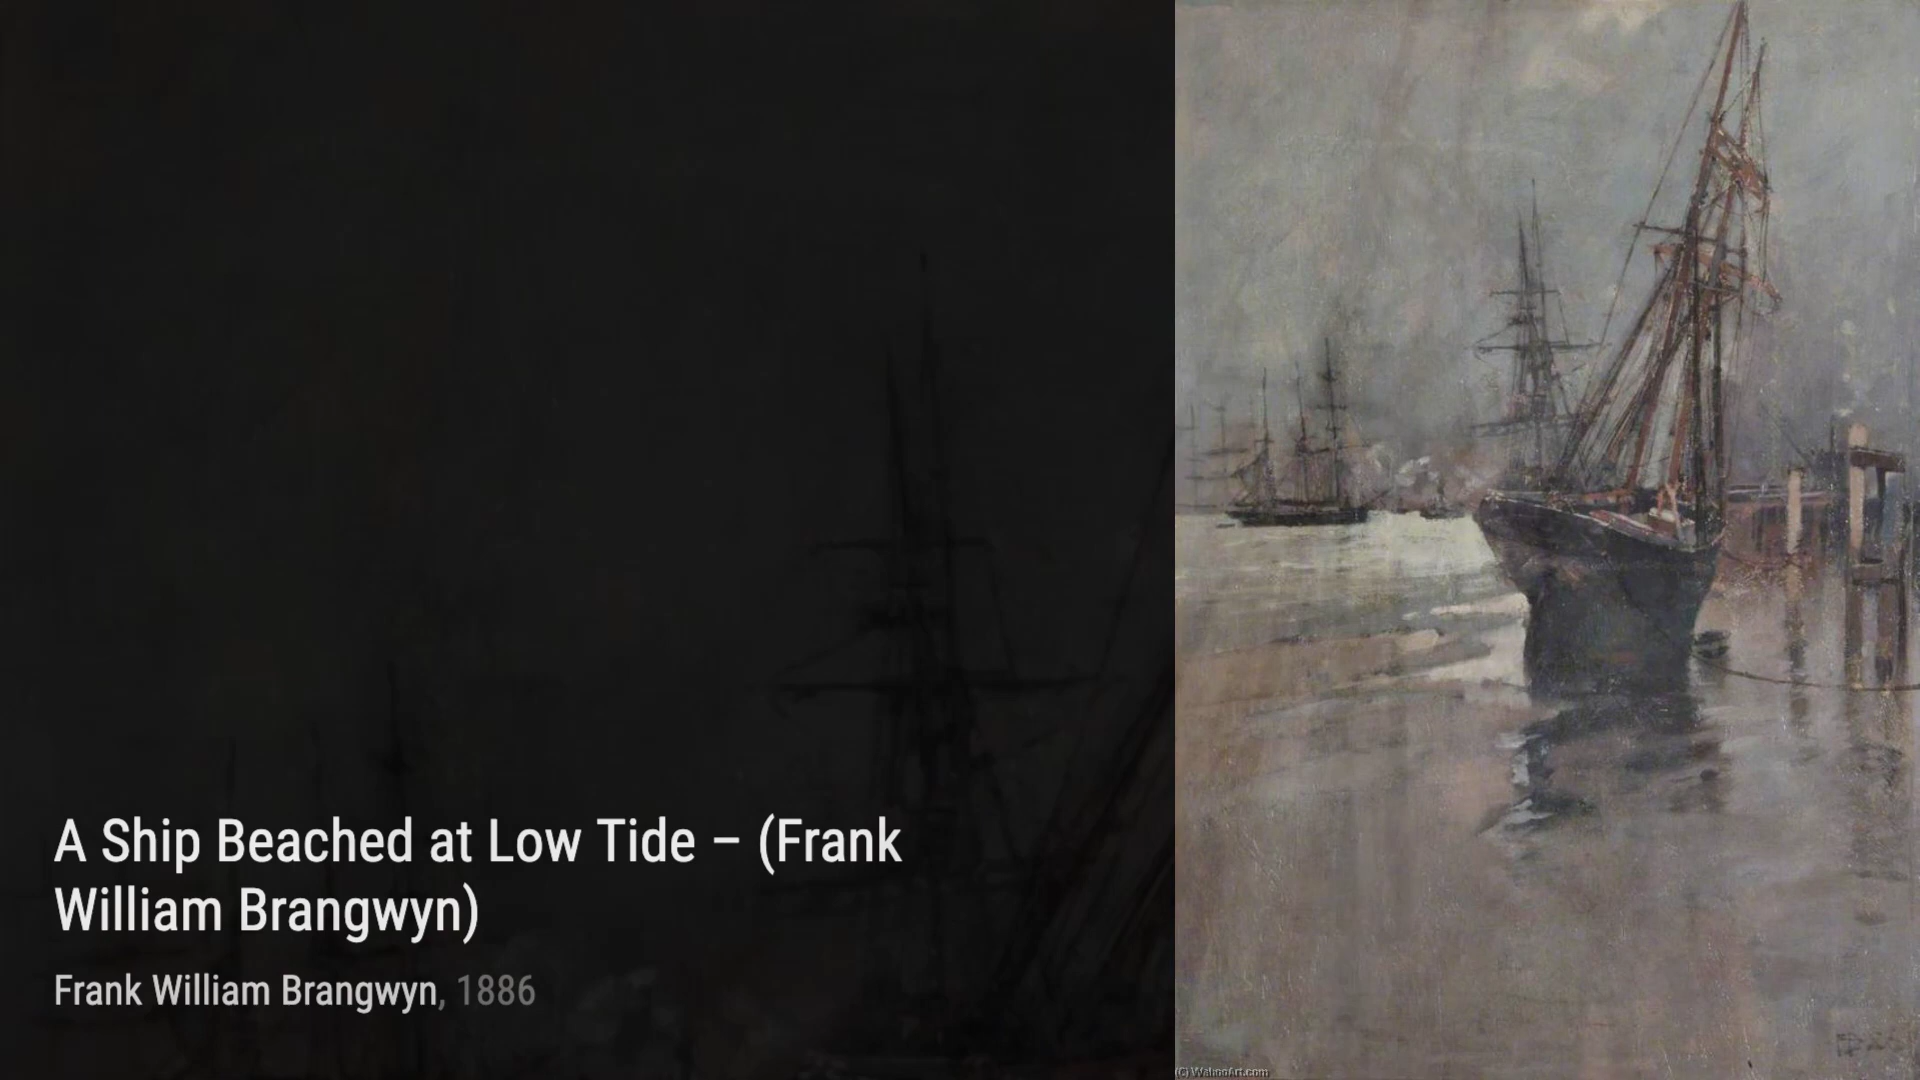 A Ship Beached at Low Tide – (Frank
William Brangwyn)
Frank William Brangwyn, 1886
(C) WahooArt.com